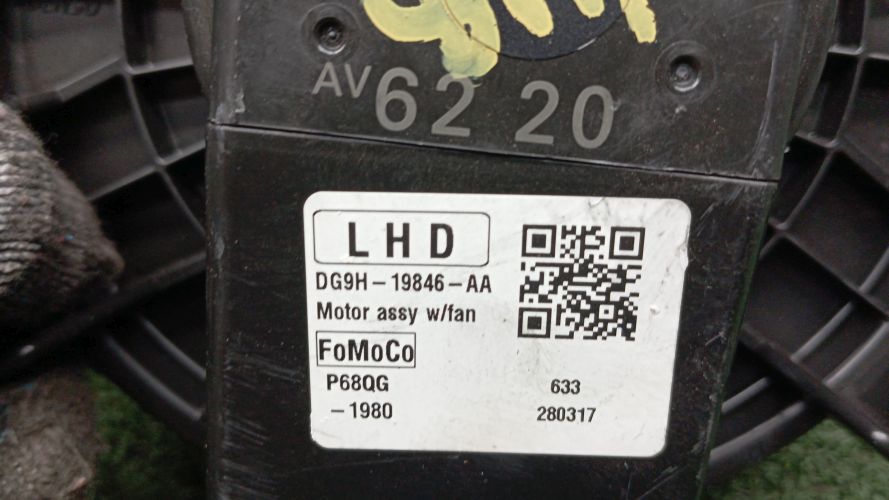 AV 62 20
LHD
DG9H-19846-AA
Motor assy w/fan
FoMoCo
P68QG 633
-1980 280317